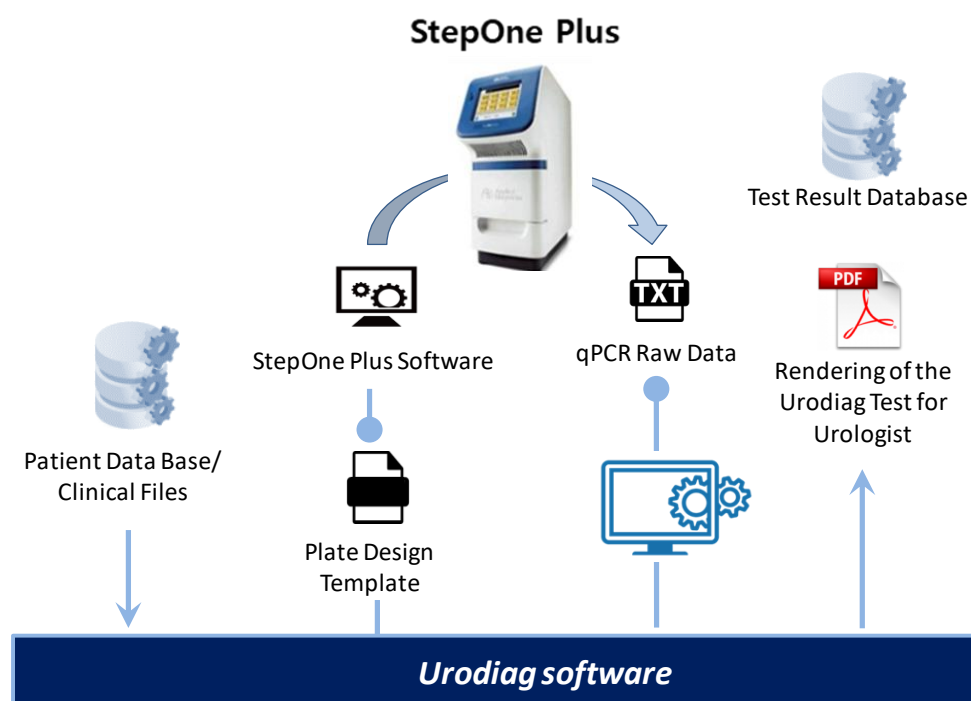 StepOne Plus
Test Result Database
TXT
PDF
StepOne Plus Software
qPCR Raw Data
Rendering of the
Urodiag Test for
Urologist
Patient Data Base/
Clinical Files
Plate Design
Template
Urodiag software